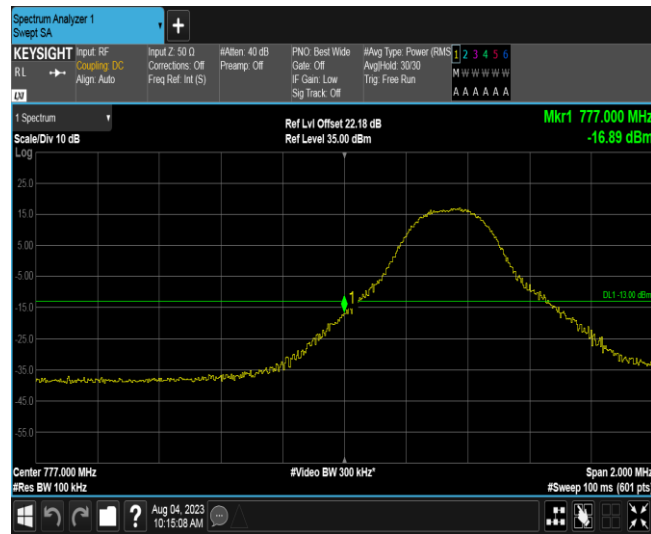 Spectrum Analyzer 1
Swept SA
+
KEYSIGHT
RL
LXI
Input: RF
Coupling: DC
Align: Auto
Input Z: 50 Ω
Corrections: Off
Freq Ref: Int (S)
#Atten: 40 dB
Preamp: Off
PNO: Best Wide
Gate: Off
IF Gain: Low
Sig Track: Off
#Avg Type: Power (RMS
Avg|Hold: 30/30
Trig: Free Run
1 2 3 4 5 6
M W W W W W
A A A A A A
1 Spectrum
Scale/Div 10 dB
Log
Ref Lvl Offset 22.18 dB
Ref Level 35.00 dBm
Mkr1 777.000 MHz
-16.89 dBm
25.0
15.0
5.00
-5.00
-15.0
-25.0
-35.0
-45.0
-55.0
1
DL1 -13.00 dBm
Center 777.000 MHz
#Res BW 100 kHz
#Video BW 300 kHz*
Span 2.000 MHz
#Sweep 100 ms (601 pts)
?
Aug 04, 2023
10:15:08 AM